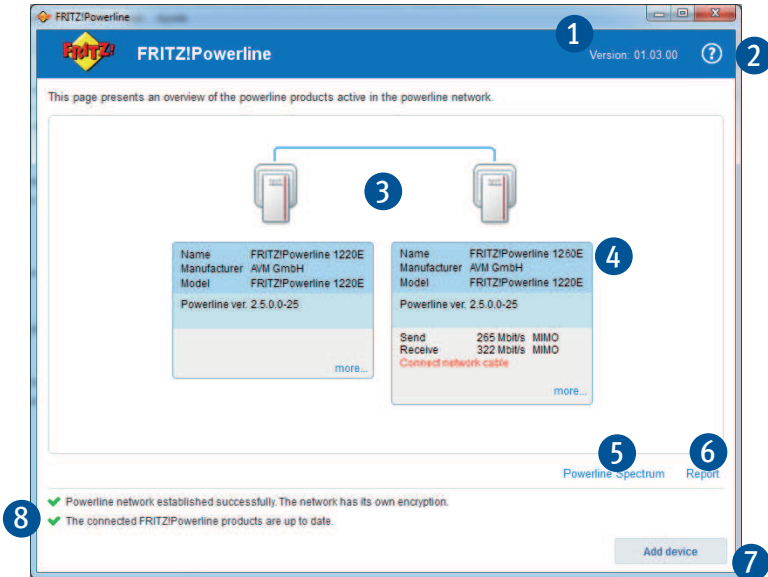 FRITZ!Powerline
1
FRITZ!
FRITZ!Powerline
Version: 01.03.00
?
2
This page presents an overview of the powerline products active in the powerline network.
3
Name FRITZ!Powerline 1220E
Manufacturer AVM GmbH
Model FRITZ!Powerline 1220E
Powerline ver. 2.5.0.0-25
more...
Name FRITZ!Powerline 1260E
Manufacturer AVM GmbH
Model FRITZ!Powerline 1220E
Powerline ver. 2.5.0.0-25
Send 265 Mbit/s MIMO
Receive 322 Mbit/s MIMO
Connect network cable
more...
4
5
6
Powerline Spectrum
Report
8
Powerline network established successfully. The network has its own encryption.
The connected FRITZ!Powerline products are up to date.
Add device
7